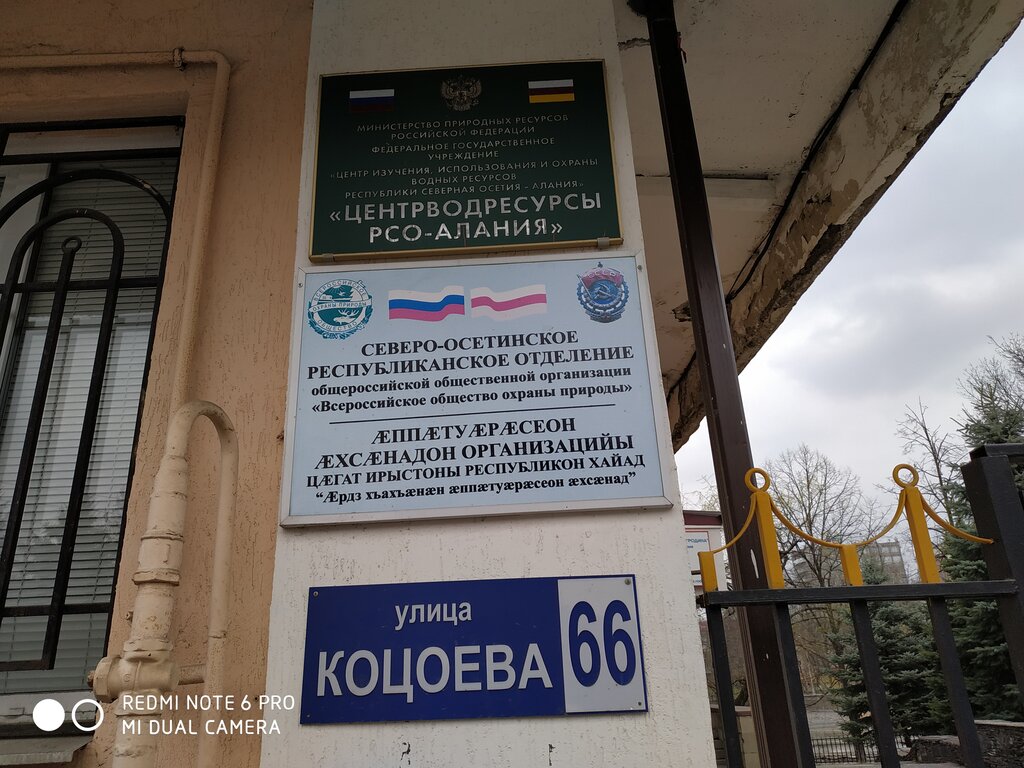 МИНИСТЕРСТВО ПРИРОДНЫХ РЕСУРСОВ
РОССИЙСКОЙ ФЕДЕРАЦИИ
ФЕДЕРАЛЬНОЕ ГОСУДАРСТВЕННОЕ
УЧРЕЖДЕНИЕ
«ЦЕНТР ИЗУЧЕНИЯ, ИСПОЛЬЗОВАНИЯ И ОХРАНЫ
ВОДНЫХ РЕСУРСОВ
РЕСПУБЛИКИ СЕВЕРНАЯ ОСЕТИЯ - АЛАНИЯ»
«ЦЕНТРВОДРЕСУРСЫ
РСО-АЛАНИЯ»
СССР
СЕВЕРО-ОСЕТИНСКОЕ
РЕСПУБЛИКАНСКОЕ ОТДЕЛЕНИЕ
общероссийской общественной организации
«Всероссийское общество охраны природы»
ÆППÆТУÆРÆСЕОН
ÆХСÆНАДОН ОРГАНИЗАЦИЙЫ
ЦÆГАТ ИРЫСТОНЫ РЕСПУБЛИКОН ХАЙАД
“Æрдз хъахъæнæн æппæтуæрæсеон æхсæнад”
улица
КОЦОЕВА 66
REDMI NOTE 6 PRO
MI DUAL CAMERA